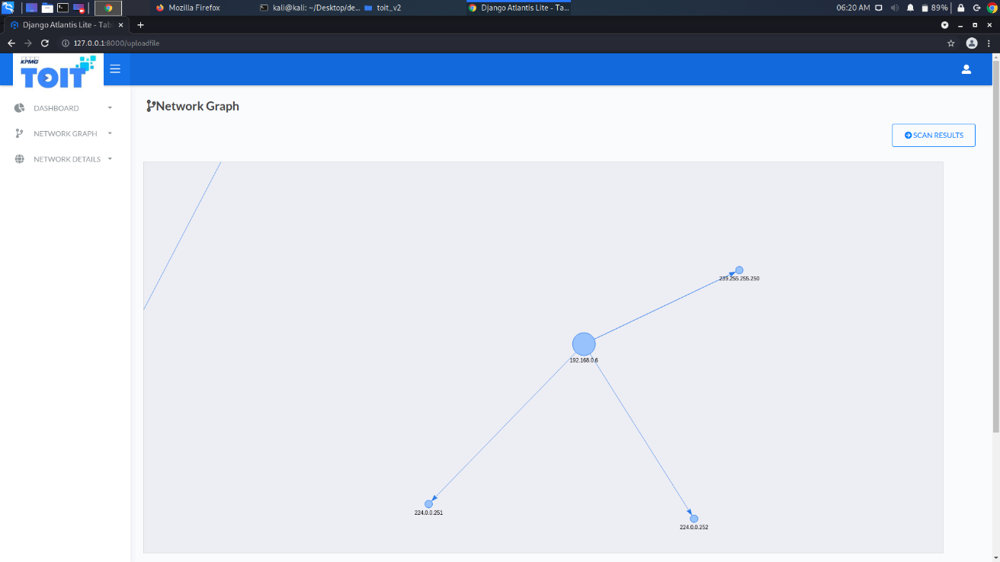 Mozilla Firefox
kali@kali: ~/Desktop/de...
toit_v2
Django Atlantis Lite - Ta...
06:20 AM
89%
Django Atlantis Lite - Tabl
127.0.0.1:8000/uploadfile
KPMG
TOIT
Network Graph
DASHBOARD
NETWORK GRAPH
NETWORK DETAILS
SCAN RESULTS
239.255.255.250
192.168.0.6
224.0.0.251
224.0.0.252